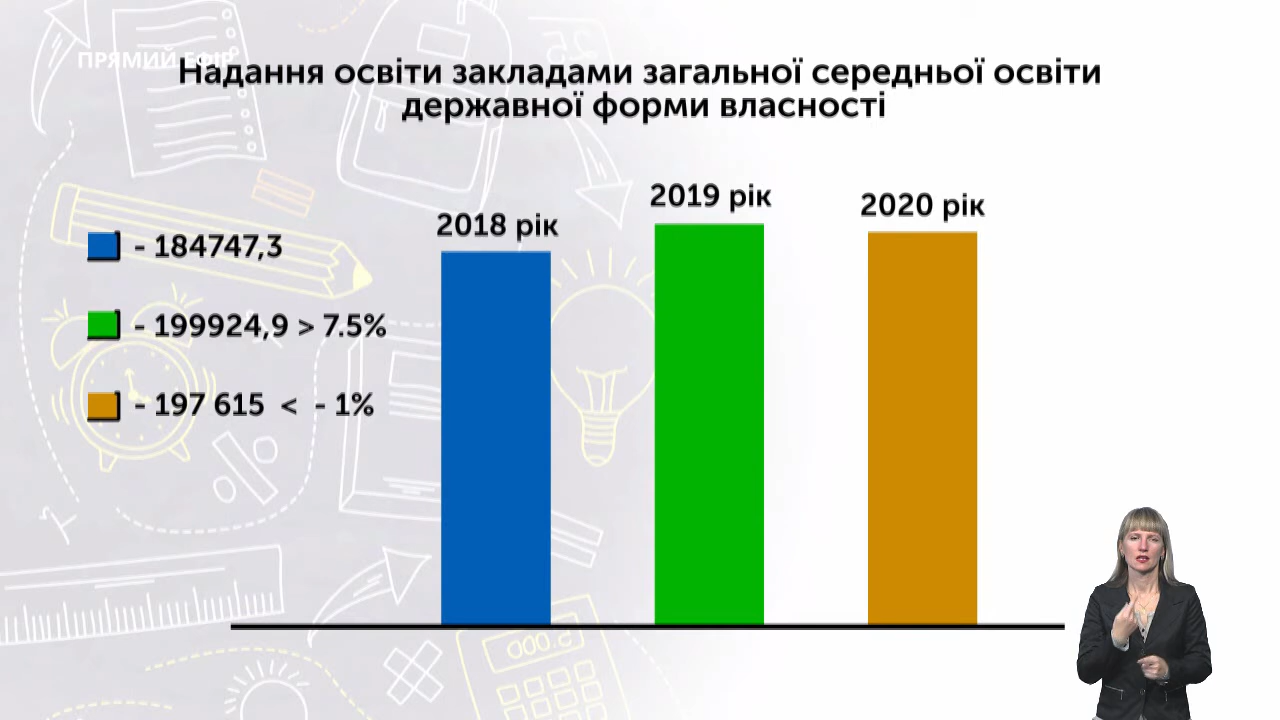 ПРЯМИЙ ЕФІР
Надання освіти закладами загальної середньої освіти
державної форми власності
2018 рік
2019 рік
2020 рік
- 184747,3
- 199924,9 > 7.5%
- 197 615 < - 1%